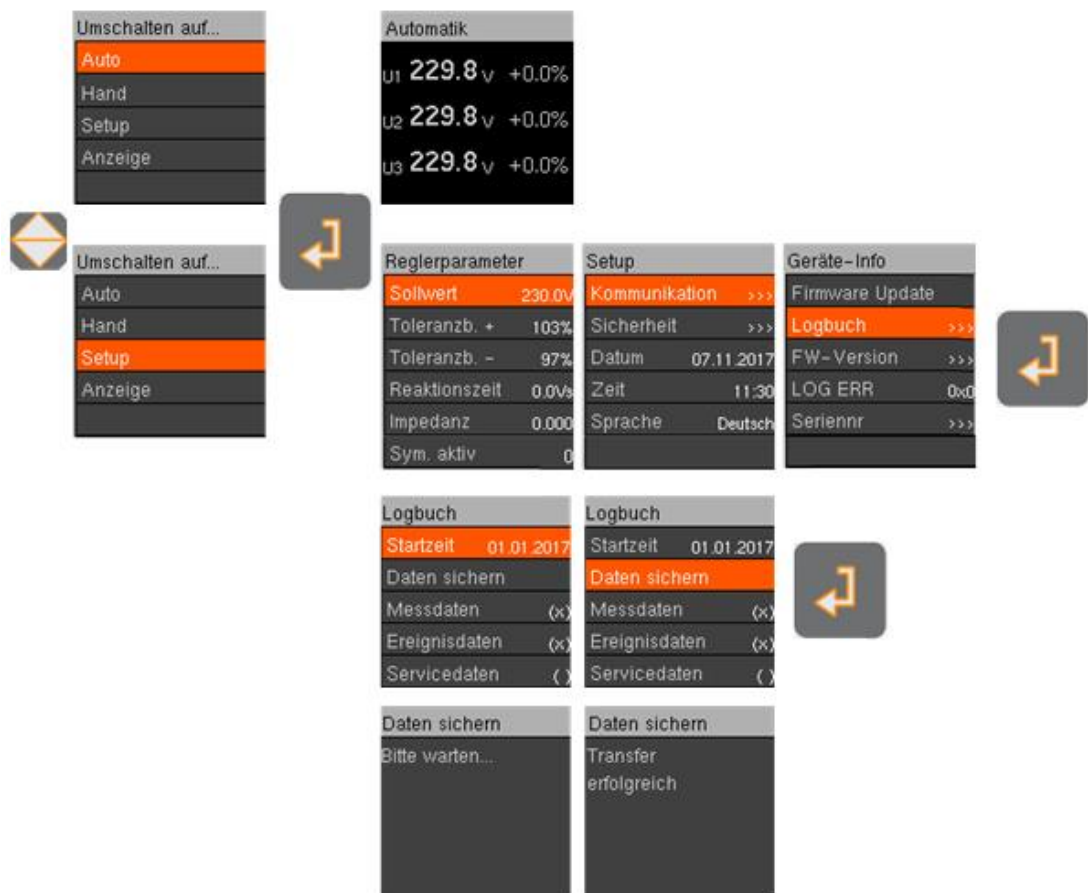 Umschalten auf...
Auto
Hand
Setup
Anzeige
Automatik
U1 229.8 V +0.0%
U2 229.8 V +0.0%
U3 229.8 V +0.0%
Umschalten auf...
Auto
Hand
Setup
Anzeige
Reglerparameter
Sollwert 230.0V
Toleranzb. + 103%
Toleranzb. - 97%
Reaktionszeit 0.0Vs
Impedanz 0.000
Sym. aktiv 0
Setup
Kommunikation >>>
Sicherheit >>>
Datum 07.11.2017
Zeit 11:30
Sprache Deutsch
Geräte-Info
Firmware Update
Logbuch >>>
FW-Version >>>
LOG ERR 0x0
Seriennr >>>
Logbuch
Startzeit 01.01.2017
Daten sichern
Messdaten (x)
Ereignisdaten (x)
Servicedaten ( )
Logbuch
Startzeit 01.01.2017
Daten sichern
Messdaten (x)
Ereignisdaten (x)
Servicedaten ( )
Daten sichern
Bitte warten...
Daten sichern
Transfer
erfolgreich